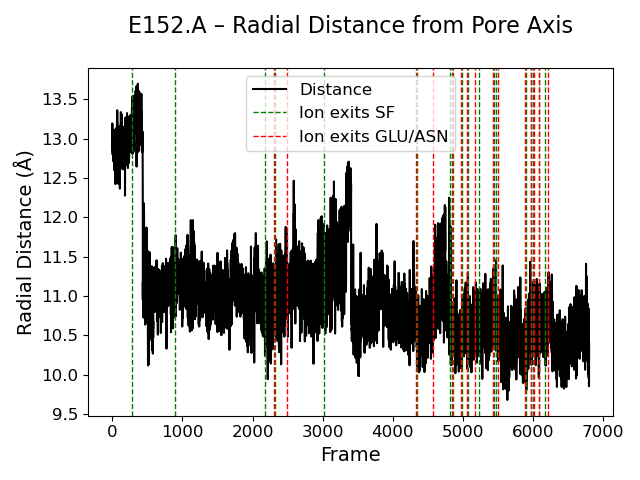 E152.A – Radial Distance from Pore Axis
Distance
Ion exits SF
Ion exits GLU/ASN
Radial Distance (Å)
13.5
13.0
12.5
12.0
11.5
11.0
10.5
10.0
9.5
0 1000 2000 3000 4000 5000 6000 7000
Frame